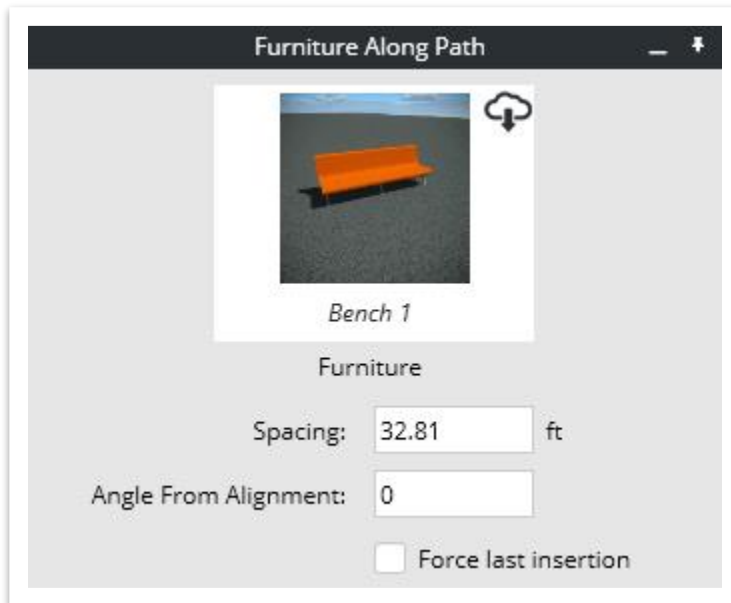 Furniture Along Path
Bench 1
Furniture
Spacing: 32.81 ft
Angle From Alignment: 0
Force last insertion